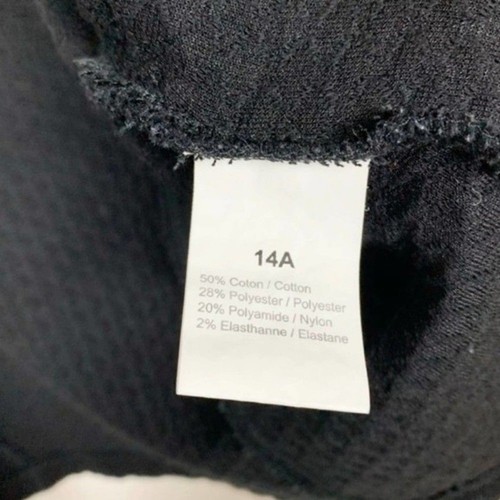 14A
50% Coton / Cotton
28% Polyester / Polyester
20% Polyamide / Nylon
2% Elasthanne / Elastane